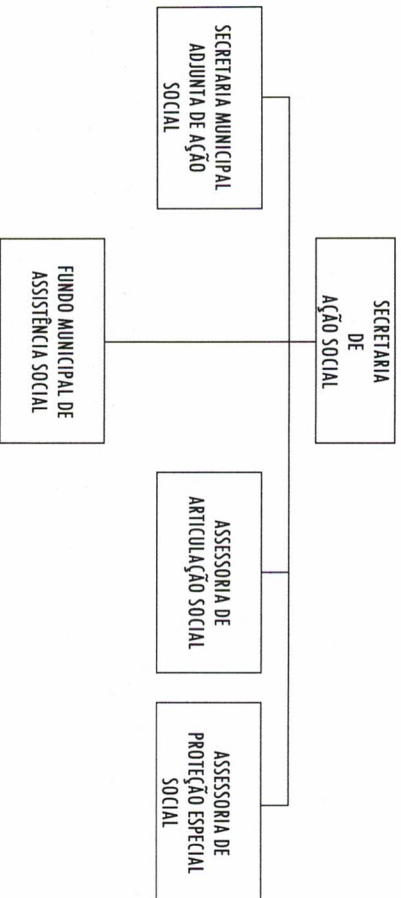 SECRETARIA
DE
AÇÃO SOCIAL
SECRETARIA MUNICIPAL
ADJUNTA DE AÇÃO
SOCIAL
ASSESSORIA DE
ARTICULAÇÃO SOCIAL
ASSESSORIA DE
PROTEÇÃO ESPECIAL
SOCIAL
FUNDO MUNICIPAL DE
ASSISTÊNCIA SOCIAL